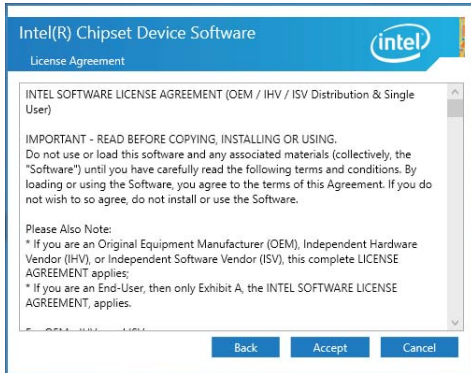 Intel(R) Chipset Device Software
intel
License Agreement
INTEL SOFTWARE LICENSE AGREEMENT (OEM / IHV / ISV Distribution & Single
User)
IMPORTANT - READ BEFORE COPYING, INSTALLING OR USING.
Do not use or load this software and any associated materials (collectively, the
"Software") until you have carefully read the following terms and conditions. By
loading or using the Software, you agree to the terms of this Agreement. If you do
not wish to so agree, do not install or use the Software.
Please Also Note:
* If you are an Original Equipment Manufacturer (OEM), Independent Hardware
Vendor (IHV), or Independent Software Vendor (ISV), this complete LICENSE
AGREEMENT applies;
* If you are an End-User, then only Exhibit A, the INTEL SOFTWARE LICENSE
AGREEMENT, applies.
Back Accept Cancel